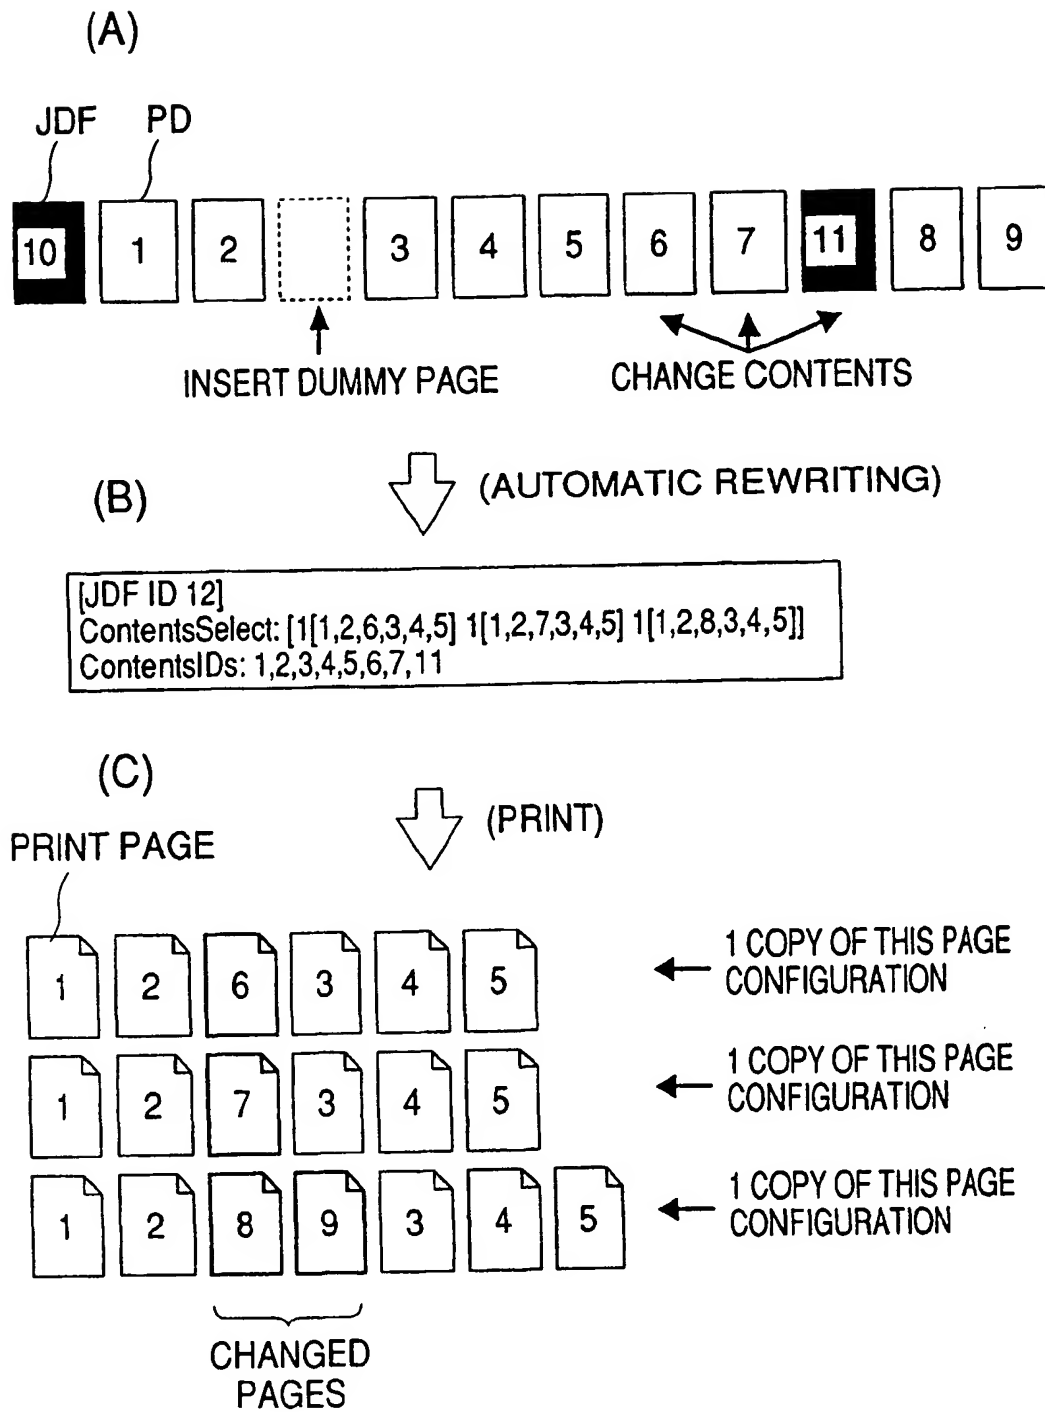 (A)
JDF PD
10 1 2 3 4 5 6 7 11 8 9
INSERT DUMMY PAGE
CHANGE CONTENTS
(AUTOMATIC REWRITING)
(B)
[JDF ID 12]
ContentsSelect: [1[1,2,6,3,4,5] 1[1,2,7,3,4,5] 1[1,2,8,3,4,5]]
ContentsIDs: 1,2,3,4,5,6,7,11
(C)
(PRINT)
PRINT PAGE
1 2 6 3 4 5
1 COPY OF THIS PAGE
CONFIGURATION
1 2 7 3 4 5
1 COPY OF THIS PAGE
CONFIGURATION
1 2 8 9 3 4 5
1 COPY OF THIS PAGE
CONFIGURATION
CHANGED
PAGES